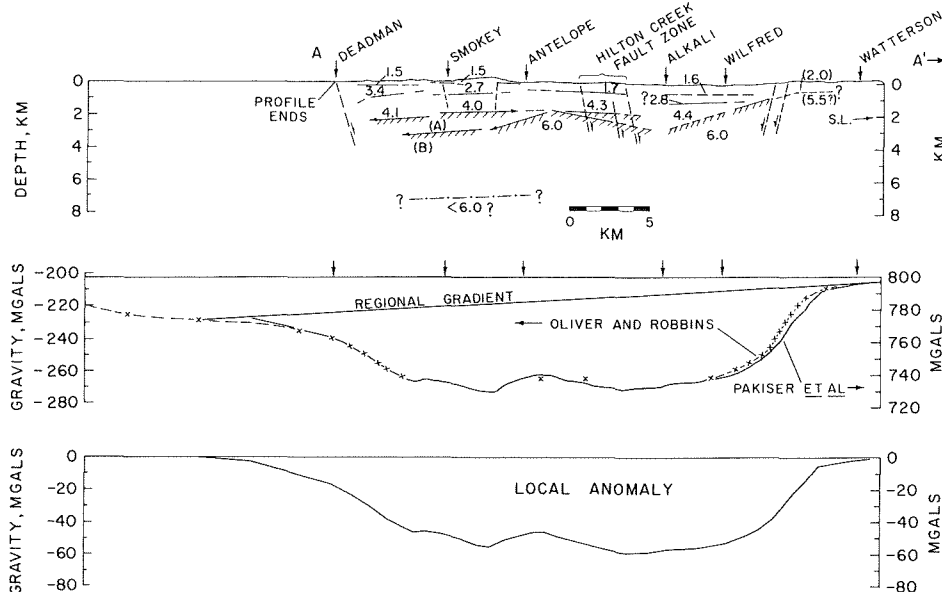 A DEADMAN SMOKEY ANTELOPE HILTON CREEK FAULT ZONE ALKALI WILFRED WATTERSON A'
0 1.5 1.5 1.7 1.6 (2.0) 0
PROFILE ENDS
3.4 2.7 ?2.8 ?
2 4.1 4.0 4.3 4.4 (5.5?) 2
(A) 6.0 6.0 S.L.
4 (B) 4
6 6
? ?
<6.0 ?
8 8
0 5
KM
DEPTH, KM
KM
-200 800
-220 REGIONAL GRADIENT 780
-240 OLIVER AND ROBBINS 760
-260 740
PAKISER ET AL
-280 720
GRAVITY, MGALS
MGALS
0 0
-20 -20
LOCAL ANOMALY
-40 -40
-60 -60
-80 -80
GRAVITY, MGALS
MGALS